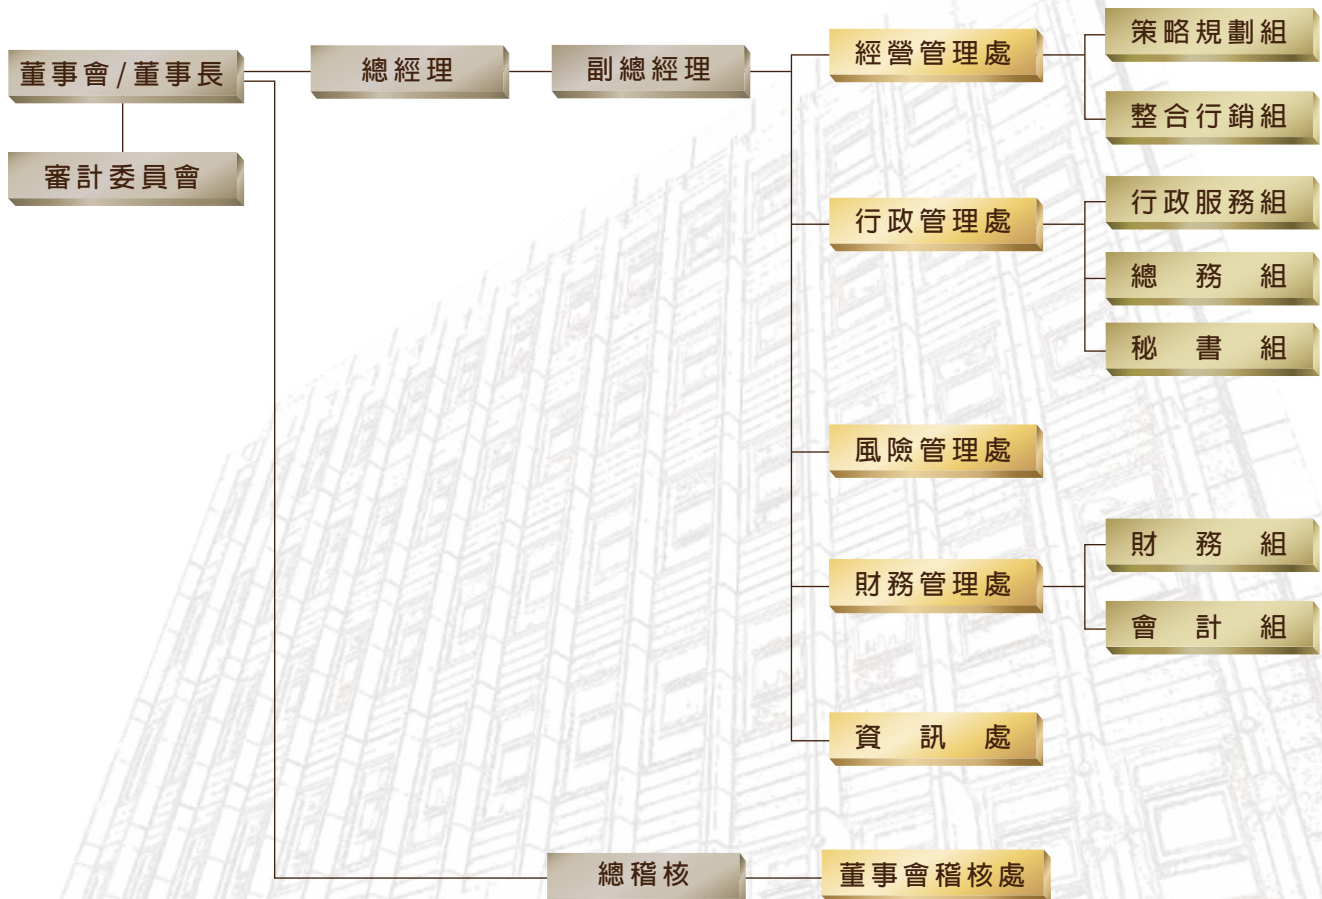 董事會/董事長
審計委員會
總經理
副總經理
經營管理處
策略規劃組
整合行銷組
行政管理處
行政服務組
總務組
秘書組
風險管理處
財務管理處
財務組
會計組
資訊處
總稽核
董事會稽核處